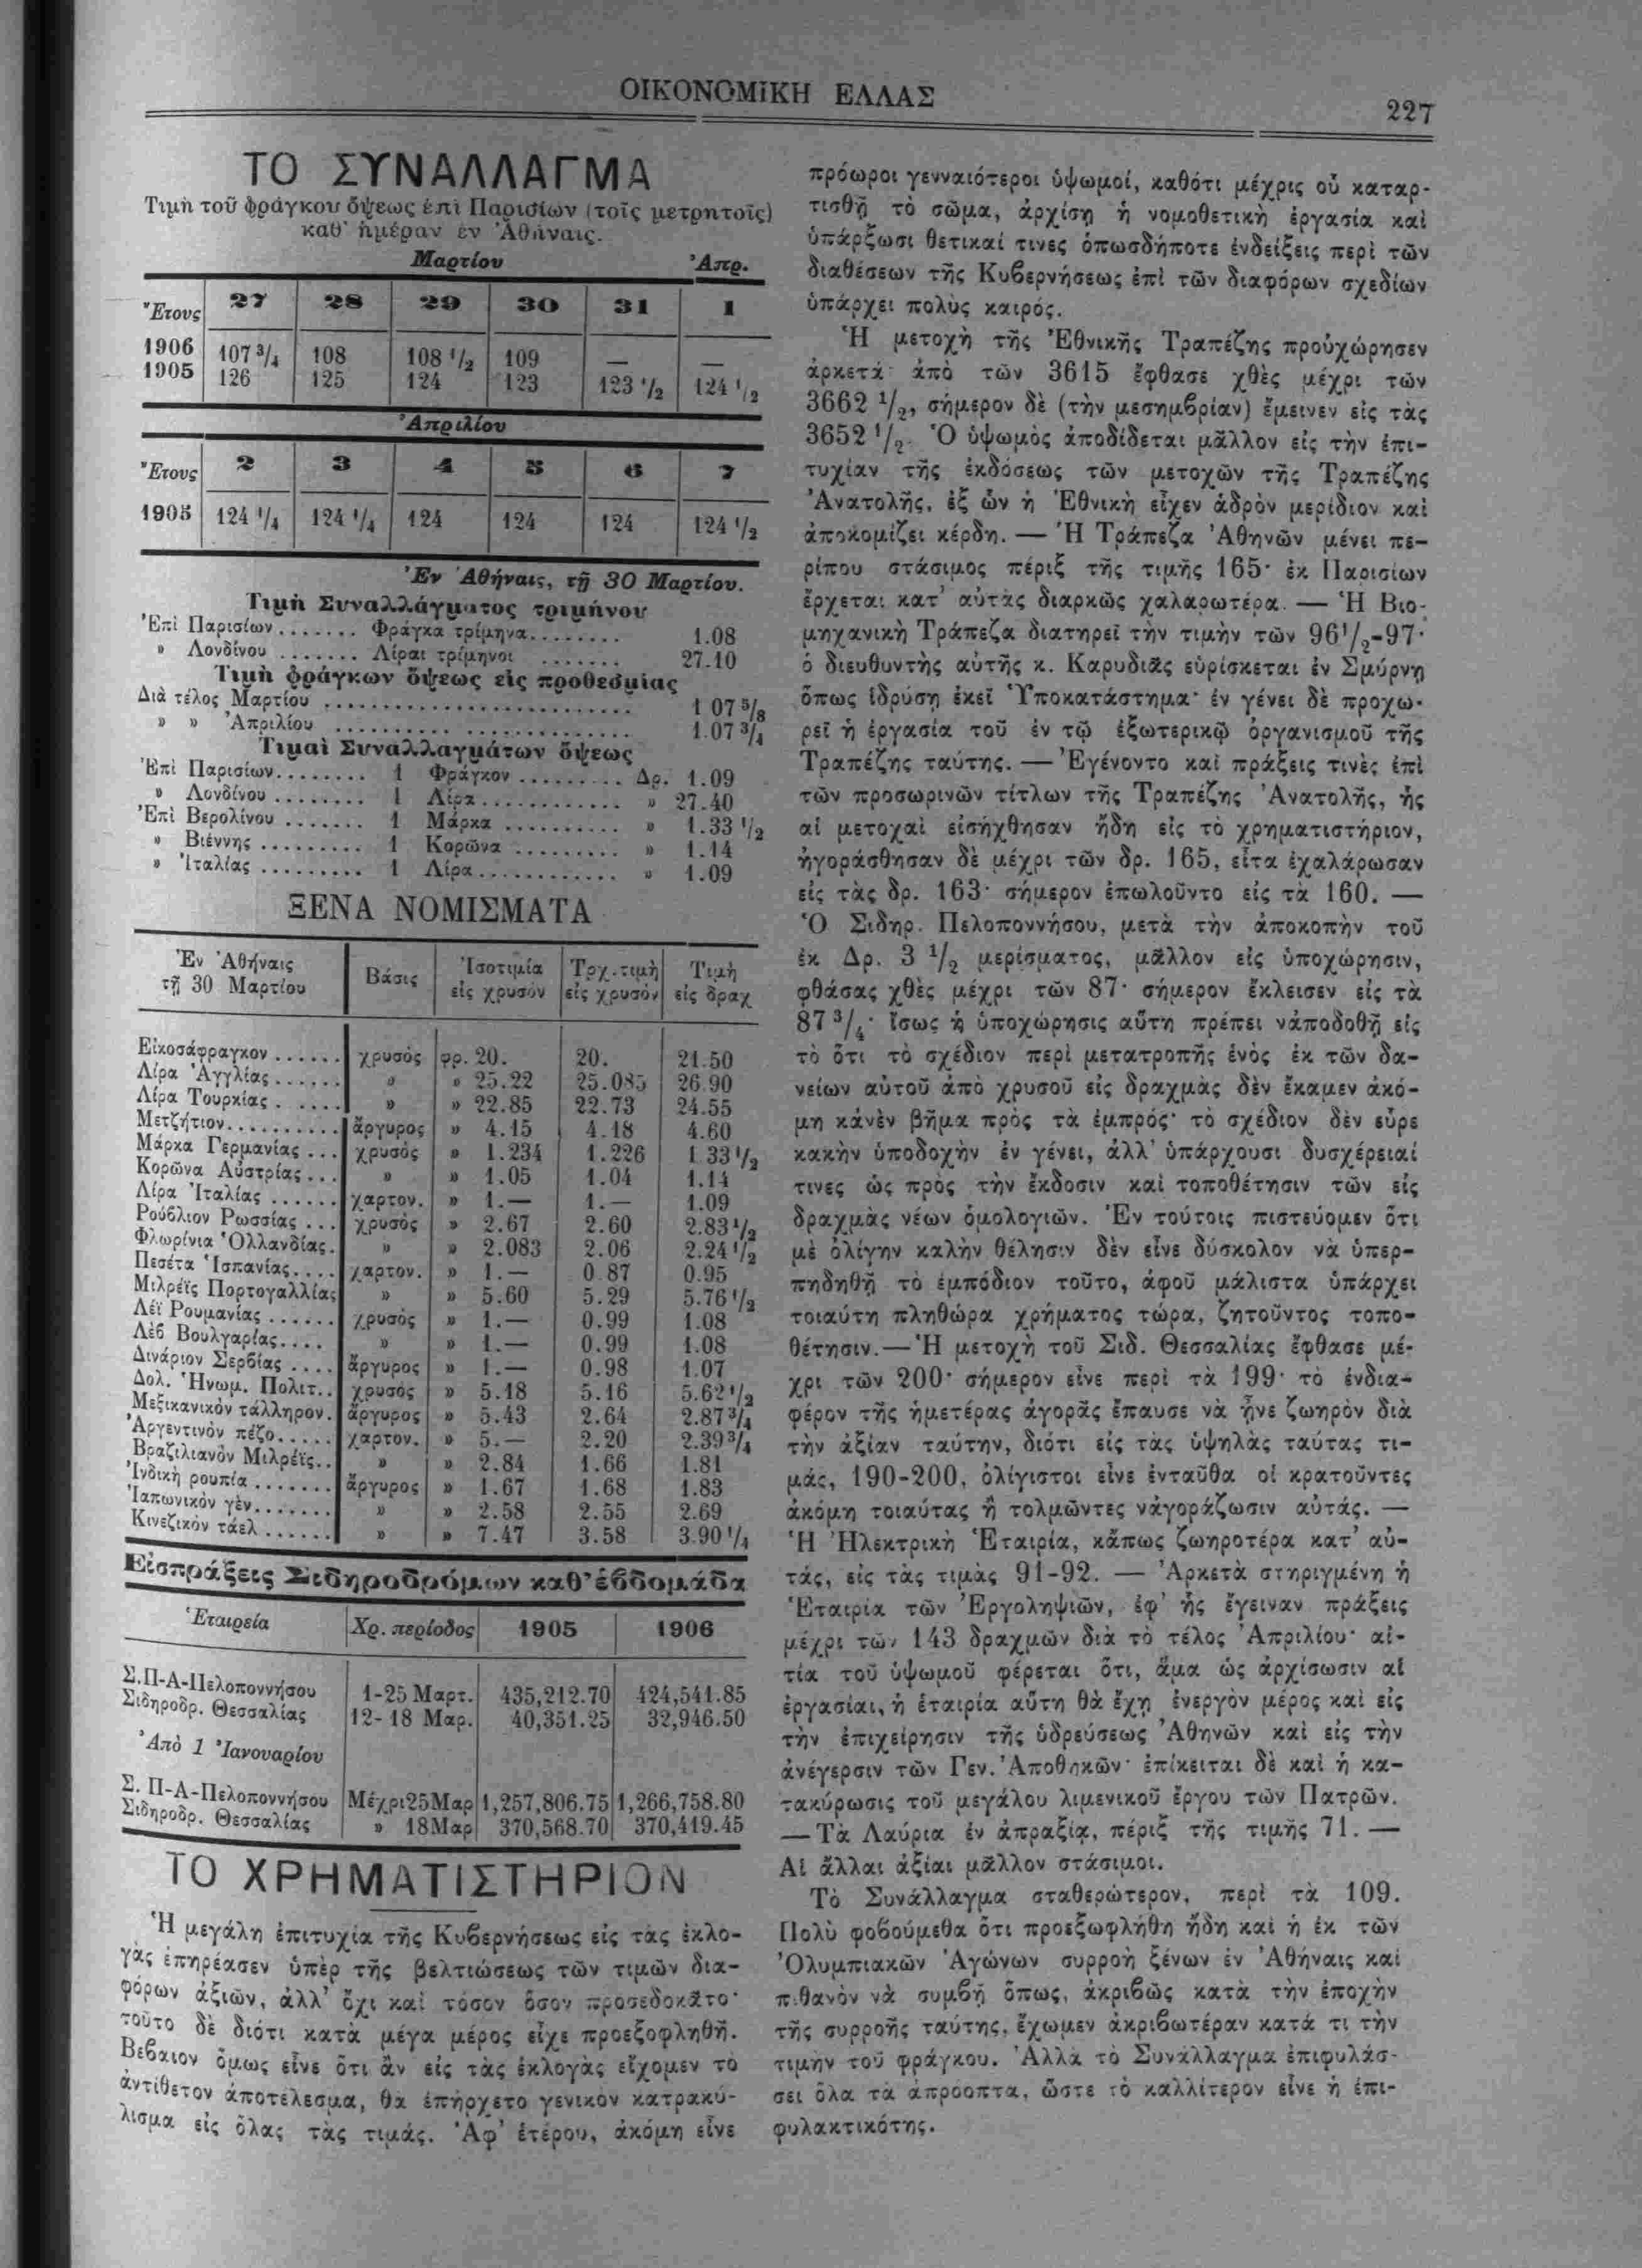 ΟΙΚΟΝΟΜΙΚΗ ΕΛΛΑΣ
227
ΤΟ ΣΥΝΑΛΛΑΓΜΑ
Τιμὴ τοῦ φράγκου ὄψεως ἐπὶ Παρισίων (τοῖς μετρητοῖς)
καθ' ἡμέραν ἐν Ἀθήναις.
Μαρτίου Ἀπρ.
Ἔτους 27 28 29 30 31 1
1906 107 3/4 108 108 1/2 109 — —
1905 126 125 124 123 123 1/2 124 1/2
Ἀπριλίου
Ἔτους 2 3 4 5 6 7
1905 124 1/4 124 1/4 124 124 124 124 1/2
Ἐν Ἀθήναις, τῇ 30 Μαρτίου.
Τιμὴ Συναλλάγματος τριμήνου
Ἐπὶ Παρισίων....... Φράγκα τρίμηνα........ 1.08
» Λονδίνου ....... Λίραι τρίμηνοι ....... 27.10
Τιμὴ φράγκων ὄψεως εἰς προθεσμίας
Διὰ τέλος Μαρτίου ........................... 1 07 5/8
» » Ἀπριλίου ........................... 1.07 3/4
Τιμαὶ Συναλλαγμάτων ὄψεως
Ἐπὶ Παρισίων........ 1 Φράγκον ......... Δρ. 1.09
» Λονδίνου ........ 1 Λίρα............ » 27.40
Ἐπὶ Βερολίνου ....... 1 Μάρκα .......... » 1.33 1/2
» Βιέννης ......... 1 Κορῶνα ......... » 1.14
» Ἰταλίας ......... 1 Λίρα............ » 1.09
ΞΕΝΑ ΝΟΜΙΣΜΑΤΑ
Ἐν Ἀθήναις τῇ 30 Μαρτίου Βάσις Ἰσοτιμία εἰς χρυσόν Τρχ. τιμὴ εἰς χρυσόν Τιμὴ εἰς δραχ
Εἰκοσάφραγκον ...... χρυσὸς φρ. 20. 20. 21.50
Λίρα Ἀγγλίας ...... » » 25.22 25.085 26.90
Λίρα Τουρκίας . ..... » » 22.85 22.73 24.55
Μετζήτιον.......... ἄργυρος » 4.15 4.18 4.60
Μάρκα Γερμανίας ... χρυσὸς » 1.234 1.226 1 33 1/2
Κορῶνα Αὐστρίας... » » 1.05 1.04 1.14
Λίρα Ἰταλίας ...... χαρτον. » 1.— 1.— 1.09
Ρούβλιον Ρωσσίας ... χρυσὸς » 2.67 2.60 2.83 1/2
Φλωρίνια Ὁλλανδίας. » » 2.083 2.06 2.24 1/2
Πεσέτα Ἱσπανίας.... χαρτον. » 1.— 0.87 0.95
Μιλρέϊς Πορτογαλλίας » » 5.60 5.29 5.76 1/2
Λέϊ Ρουμανίας ...... χρυσὸς » 1.— 0.99 1.08
Λὲβ Βουλγαρίας.... » » 1.— 0.99 1.08
Δινάριον Σερβίας .... ἄργυρος » 1.— 0.98 1.07
Δολ. Ἡνωμ. Πολιτ.. χρυσὸς » 5.18 5.16 5.62 1/2
Μεξικανικὸν τάλληρον. ἄργυρος » 5.43 2.64 2.87 3/4
Ἀργεντινὸν πέζο..... χαρτον. » 5.— 2.20 2.39 3/4
Βραζιλιανὸν Μιλρέϊς.. » » 2.84 1.66 1.81
Ἰνδικὴ ρουπία ....... ἄργυρος » 1.67 1.68 1.83
Ἰαπωνικὸν γὲν....... » » 2.58 2.55 2.69
Κινεζικὸν τάελ ...... » » 7.47 3.58 3.90 1/4
Εἰσπράξεις Σιδηροδρόμων καθ' ἑβδομάδα
Ἑταιρεία Χρ. περίοδος 1905 1906
Σ.Π-Α-Πελοποννήσου 1-25 Μαρτ. 435,212.70 424,541.85
Σιδηροδρ. Θεσσαλίας 12-18 Μαρ. 40,351.25 32,946.50
Ἀπὸ 1 Ἰανουαρίου
Σ. Π-Α-Πελοποννήσου Μέχρι 25 Μαρ 1,257,806.75 1,266,758.80
Σιδηροδρ. Θεσσαλίας » 18 Μαρ 370,568.70 370,419.45
ΤΟ ΧΡΗΜΑΤΙΣΤΗΡΙΟΝ
Ἡ μεγάλη ἐπιτυχία τῆς Κυβερνήσεως εἰς τὰς ἐκλο-
γὰς ἐπηρέασεν ὑπὲρ τῆς βελτιώσεως τῶν τιμῶν δια-
φόρων ἀξιῶν, ἀλλ' ὄχι καὶ τόσον ὅσον προσεδοκᾶτο·
τοῦτο δὲ διότι κατὰ μέγα μέρος εἶχε προεξοφληθῆ.
Βέβαιον ὅμως εἶνε ὅτι ἂν εἰς τὰς ἐκλογὰς εἴχομεν τὸ
ἀντίθετον ἀποτέλεσμα, θὰ ἐπήρχετο γενικὸν κατρακύ-
λισμα εἰς ὅλας τὰς τιμάς. Ἀφ' ἑτέρου, ἀκόμη εἶνε
πρόωροι γενναιότεροι ὑψωμοί, καθότι μέχρις οὗ καταρ-
τισθῇ τὸ σῶμα, ἀρχίσῃ ἡ νομοθετικὴ ἐργασία καὶ
ὑπάρξωσι θετικαί τινες ὁπωσδήποτε ἐνδείξεις περὶ τῶν
διαθέσεων τῆς Κυβερνήσεως ἐπὶ τῶν διαφόρων σχεδίων
ὑπάρχει πολὺς καιρός.
Ἡ μετοχὴ τῆς Ἐθνικῆς Τραπέζης προὐχώρησεν
ἀρκετά· ἀπὸ τῶν 3615 ἔφθασε χθὲς μέχρι τῶν
3662 1/2, σήμερον δὲ (τὴν μεσημβρίαν) ἔμεινεν εἰς τὰς
3652 1/2. Ὁ ὑψωμὸς ἀποδίδεται μᾶλλον εἰς τὴν ἐπι-
τυχίαν τῆς ἐκδόσεως τῶν μετοχῶν τῆς Τραπέζης
Ἀνατολῆς, ἐξ ὧν ἡ Ἐθνικὴ εἶχεν ἁδρὸν μερίδιον καὶ
ἀποκομίζει κέρδη. — Ἡ Τράπεζα Ἀθηνῶν μένει πε-
ρίπου στάσιμος πέριξ τῆς τιμῆς 165· ἐκ Παρισίων
ἔρχεται κατ' αὐτὰς διαρκῶς χαλαρωτέρα. — Ἡ Βιο-
μηχανικὴ Τράπεζα διατηρεῖ τὴν τιμὴν τῶν 96 1/2-97·
ὁ διευθυντὴς αὐτῆς κ. Καρυδιᾶς εὑρίσκεται ἐν Σμύρνῃ
ὅπως ἱδρύσῃ ἐκεῖ Ὑποκατάστημα· ἐν γένει δὲ προχω-
ρεῖ ἡ ἐργασία τοῦ ἐν τῷ ἐξωτερικῷ ὀργανισμοῦ τῆς
Τραπέζης ταύτης. — Ἐγένοντο καὶ πράξεις τινὲς ἐπὶ
τῶν προσωρινῶν τίτλων τῆς Τραπέζης Ἀνατολῆς, ἧς
αἱ μετοχαὶ εἰσήχθησαν ἤδη εἰς τὸ χρηματιστήριον,
ἠγοράσθησαν δὲ μέχρι τῶν δρ. 165, εἶτα ἐχαλάρωσαν
εἰς τὰς δρ. 163· σήμερον ἐπωλοῦντο εἰς τὰ 160. —
Ὁ Σιδηρ. Πελοποννήσου, μετὰ τὴν ἀποκοπὴν τοῦ
ἐκ Δρ. 3 1/2 μερίσματος, μᾶλλον εἰς ὑποχώρησιν,
φθάσας χθὲς μέχρι τῶν 87· σήμερον ἔκλεισεν εἰς τὰ
87 3/4· ἴσως ἡ ὑποχώρησις αὕτη πρέπει νἀποδοθῇ εἰς
τὸ ὅτι τὸ σχέδιον περὶ μετατροπῆς ἑνὸς ἐκ τῶν δα-
νείων αὐτοῦ ἀπὸ χρυσοῦ εἰς δραχμὰς δὲν ἔκαμεν ἀκό-
μη κἀνὲν βῆμα πρὸς τὰ ἐμπρός· τὸ σχέδιον δὲν εὗρε
κακὴν ὑποδοχὴν ἐν γένει, ἀλλ' ὑπάρχουσι δυσχέρειαί
τινες ὡς πρὸς τὴν ἔκδοσιν καὶ τοποθέτησιν τῶν εἰς
δραχμὰς νέων ὁμολογιῶν. Ἐν τούτοις πιστεύομεν ὅτι
μὲ ὀλίγην καλὴν θέλησιν δὲν εἶνε δύσκολον νὰ ὑπερ-
πηδηθῇ τὸ ἐμπόδιον τοῦτο, ἀφοῦ μάλιστα ὑπάρχει
τοιαύτη πληθώρα χρήματος τώρα, ζητοῦντος τοπο-
θέτησιν.— Ἡ μετοχὴ τοῦ Σιδ. Θεσσαλίας ἔφθασε μέ-
χρι τῶν 200· σήμερον εἶνε περὶ τὰ 199· τὸ ἐνδια-
φέρον τῆς ἡμετέρας ἀγορᾶς ἔπαυσε νὰ ᾖνε ζωηρὸν διὰ
τὴν ἀξίαν ταύτην, διότι εἰς τὰς ὑψηλὰς ταύτας τι-
μάς, 190-200, ὀλίγιστοι εἶνε ἐνταῦθα οἱ κρατοῦντες
ἀκόμη τοιαύτας ἢ τολμῶντες νἀγοράζωσιν αὐτάς. —
Ἡ Ἠλεκτρικὴ Ἑταιρία, κἄπως ζωηροτέρα κατ' αὐ-
τάς, εἰς τὰς τιμὰς 91-92. — Ἀρκετὰ στηριγμένη ἡ
Ἑταιρία τῶν Ἐργοληψιῶν, ἐφ' ἧς ἔγειναν πράξεις
μέχρι τῶν 143 δραχμῶν διὰ τὸ τέλος Ἀπριλίου· αἰ-
τία τοῦ ὑψωμοῦ φέρεται ὅτι, ἅμα ὡς ἀρχίσωσιν αἱ
ἐργασίαι, ἡ ἑταιρία αὕτη θὰ ἔχῃ ἐνεργὸν μέρος καὶ εἰς
τὴν ἐπιχείρησιν τῆς ὑδρεύσεως Ἀθηνῶν καὶ εἰς τὴν
ἀνέγερσιν τῶν Γεν. Ἀποθηκῶν· ἐπίκειται δὲ καὶ ἡ κα-
τακύρωσις τοῦ μεγάλου λιμενικοῦ ἔργου τῶν Πατρῶν.
— Τὰ Λαύρια ἐν ἀπραξίᾳ, πέριξ τῆς τιμῆς 71. —
Αἱ ἄλλαι ἀξίαι μᾶλλον στάσιμοι.
Τὸ Συνάλλαγμα σταθερώτερον, περὶ τὰ 109.
Πολὺ φοβούμεθα ὅτι προεξωφλήθη ἤδη καὶ ἡ ἐκ τῶν
Ὀλυμπιακῶν Ἀγώνων συρροὴ ξένων ἐν Ἀθήναις καὶ
πιθανὸν νὰ συμβῇ ὅπως, ἀκριβῶς κατὰ τὴν ἐποχὴν
τῆς συρροῆς ταύτης, ἔχωμεν ἀκριβωτέραν κατά τι τὴν
τιμὴν τοῦ φράγκου. Ἀλλὰ τὸ Συνάλλαγμα ἐπιφυλάσ-
σει ὅλα τὰ ἀπρόοπτα, ὥστε τὸ καλλίτερον εἶνε ἡ ἐπι-
φυλακτικότης.